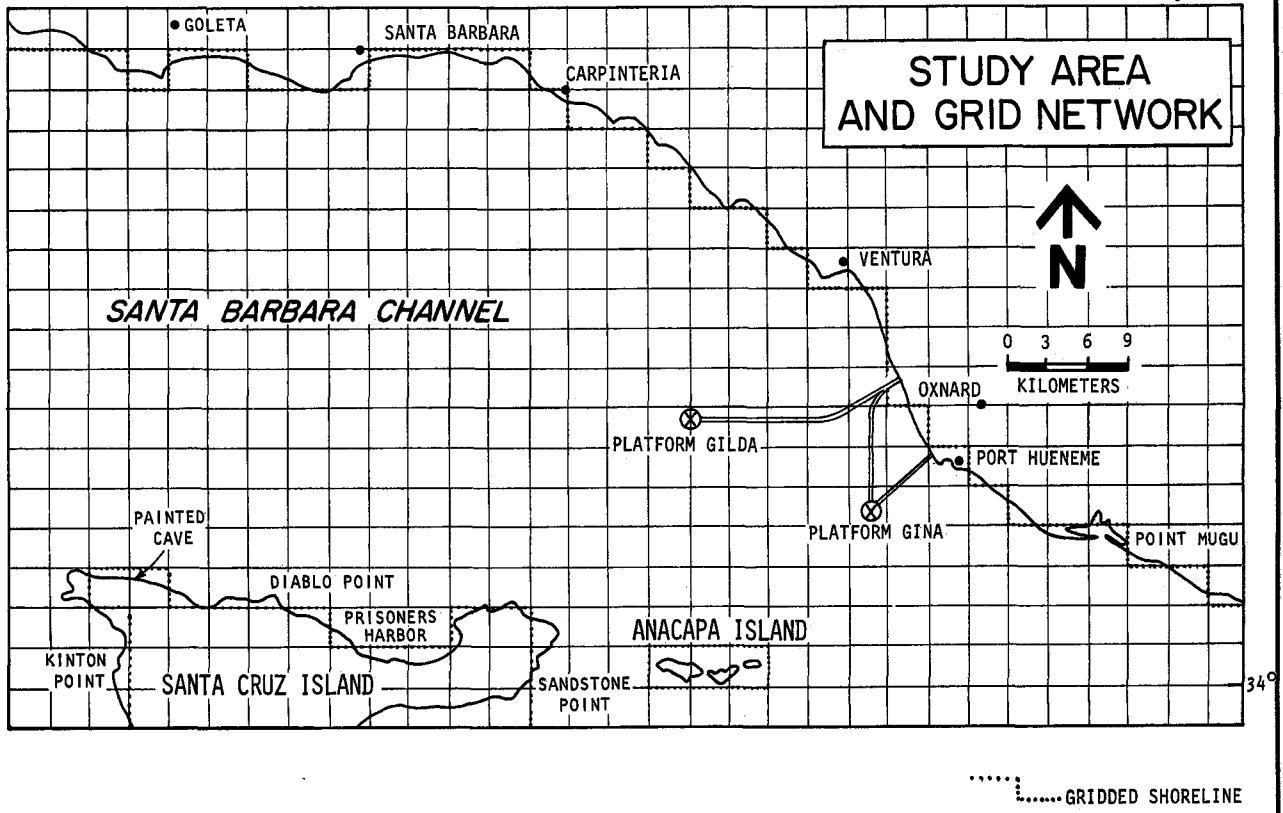 GOLETA
SANTA BARBARA
CARPINTERIA
STUDY AREA
AND GRID NETWORK
N
VENTURA
SANTA BARBARA CHANNEL
0 3 6 9
KILOMETERS
OXNARD
PLATFORM GILDA
PORT HUENEME
PLATFORM GINA
POINT MUGU
PAINTED
CAVE
DIABLO POINT
PRISONERS
HARBOR
ANACAPA ISLAND
KINTON
POINT
SANTA CRUZ ISLAND
SANDSTONE
POINT
34°
GRIDDED SHORELINE